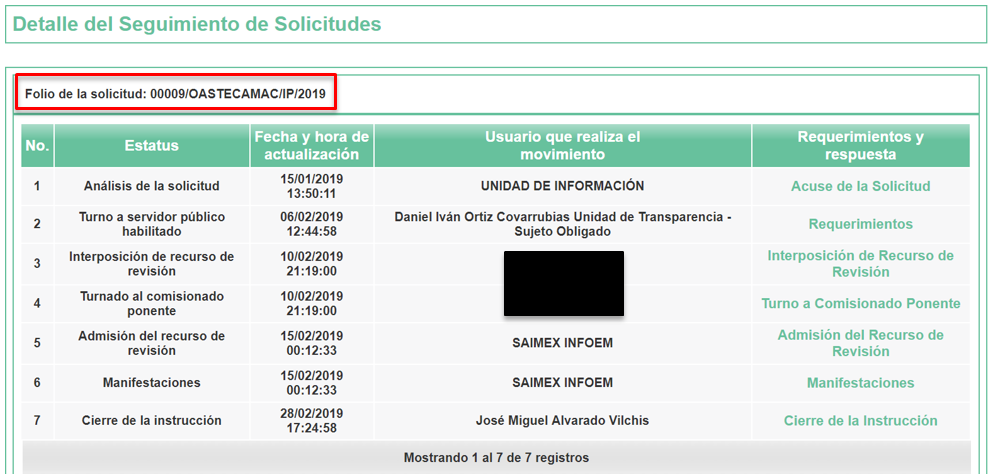 Detalle del Seguimiento de Solicitudes
Folio de la solicitud: 00009/OASTECAMAC/IP/2019
No. Estatus Fecha y hora de actualización Usuario que realiza el movimiento Requerimientos y respuesta
1 Análisis de la solicitud 15/01/2019 13:50:11 UNIDAD DE INFORMACIÓN Acuse de la Solicitud
2 Turno a servidor público habilitado 06/02/2019 12:44:58 Daniel Iván Ortiz Covarrubias Unidad de Transparencia - Sujeto Obligado Requerimientos
3 Interposición de recurso de revisión 10/02/2019 21:19:00 Interposición de Recurso de Revisión
4 Turnado al comisionado ponente 10/02/2019 21:19:00 Turno a Comisionado Ponente
5 Admisión del recurso de revisión 15/02/2019 00:12:33 SAIMEX INFOEM Admisión del Recurso de Revisión
6 Manifestaciones 15/02/2019 00:12:33 SAIMEX INFOEM Manifestaciones
7 Cierre de la instrucción 28/02/2019 17:24:58 José Miguel Alvarado Vilchis Cierre de la Instrucción
Mostrando 1 al 7 de 7 registros